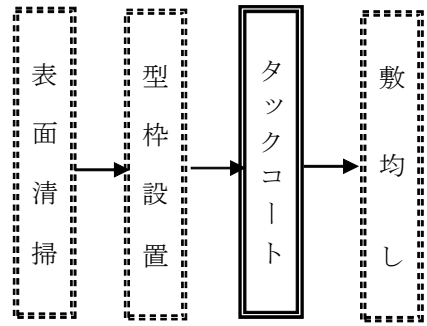 表面清掃
型枠設置
タックコート
敷均し